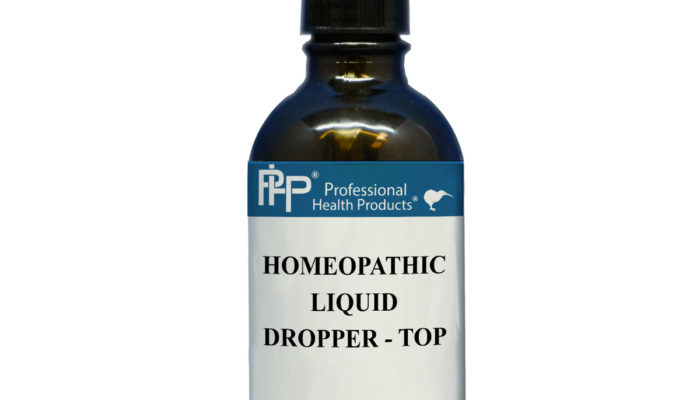 PHP® Professional
Health Products®
HOMEOPATHIC
LIQUID
DROPPER - TOP